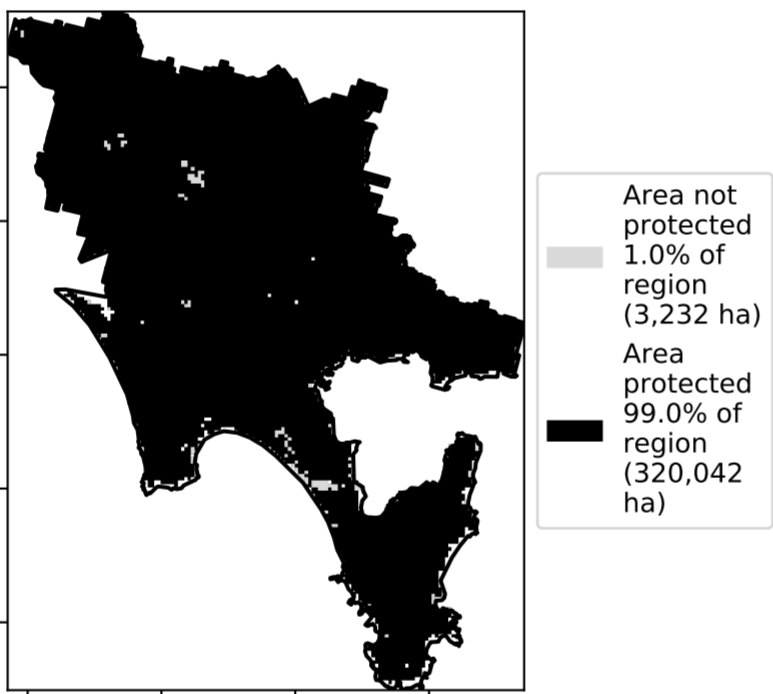 Area not
protected
1.0% of
region
(3,232 ha)
Area
protected
99.0% of
region
(320,042
ha)